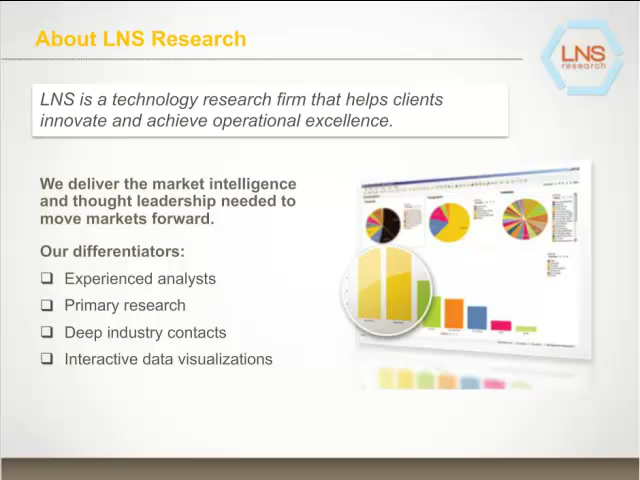 About LNS Research
LNS
research
LNS is a technology research firm that helps clients
innovate and achieve operational excellence.
We deliver the market intelligence
and thought leadership needed to
move markets forward.
Our differentiators:
❑ Experienced analysts
❑ Primary research
❑ Deep industry contacts
❑ Interactive data visualizations